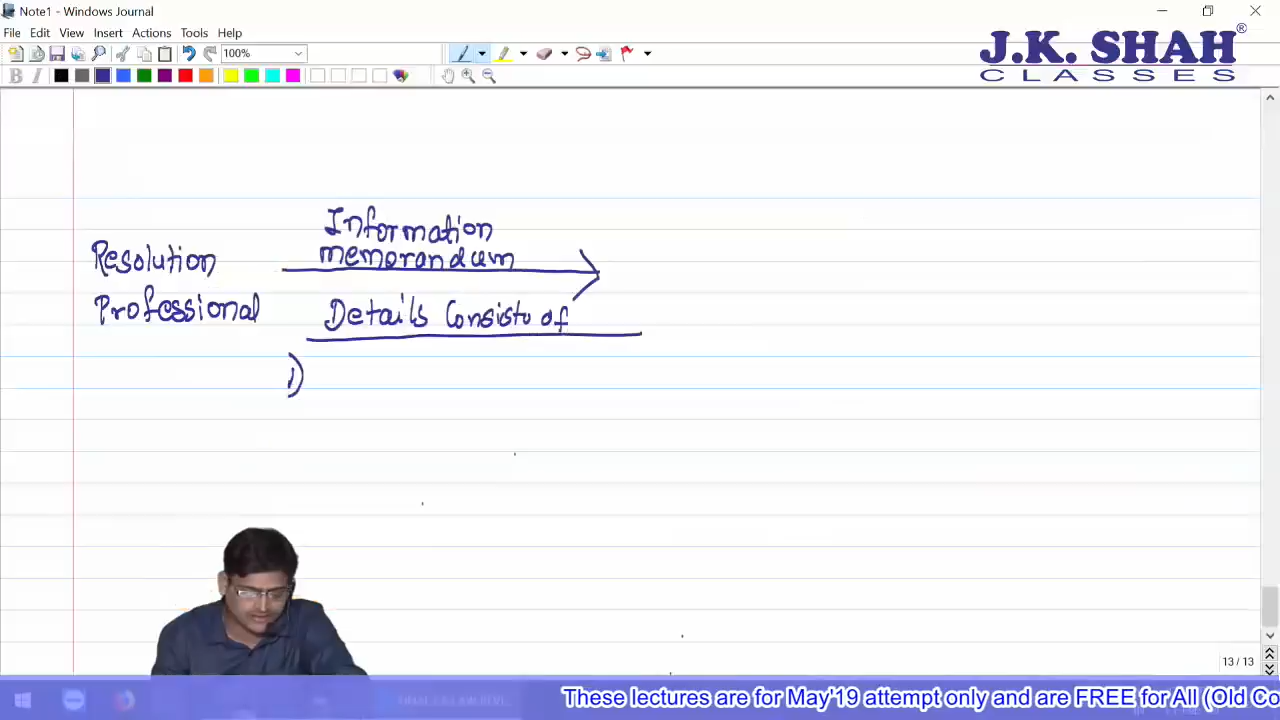 Note1 - Windows Journal
File Edit View Insert Actions Tools Help
100%
B I
J.K. SHAH®
CLASSES
Information
memorandum
Resolution
Professional
Details Consists of
1)
13 / 13
These lectures are for May'19 attempt only and are FREE for All (Old Co